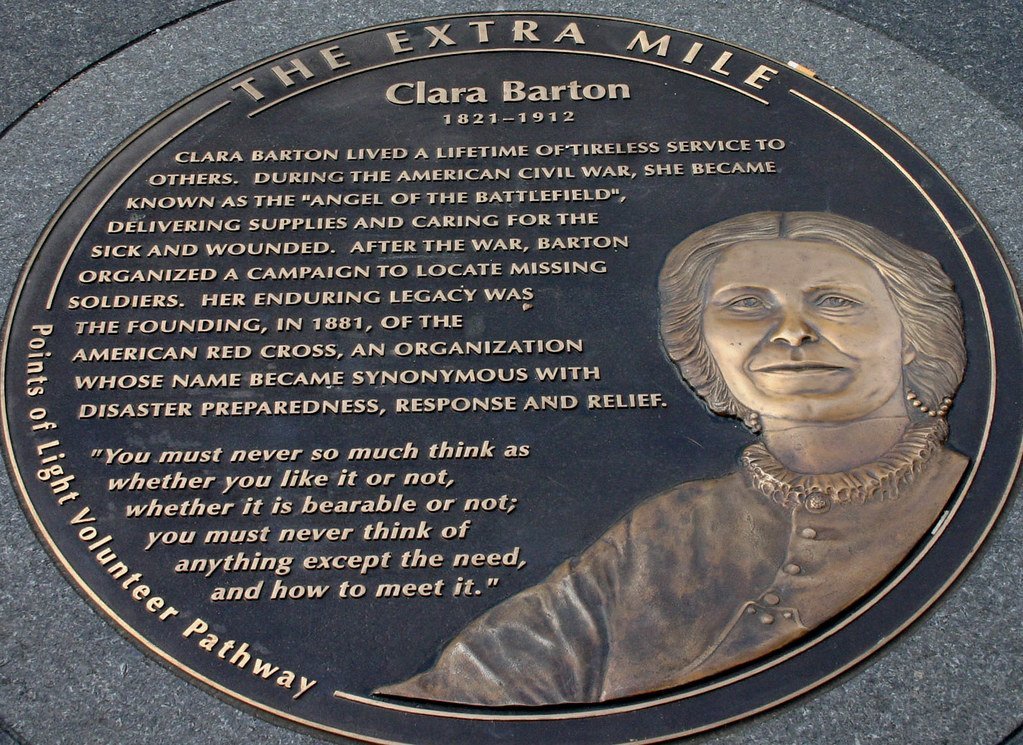 THE EXTRA MILE
Clara Barton
1821–1912
CLARA BARTON LIVED A LIFETIME OF TIRELESS SERVICE TO
OTHERS. DURING THE AMERICAN CIVIL WAR, SHE BECAME
KNOWN AS THE "ANGEL OF THE BATTLEFIELD",
DELIVERING SUPPLIES AND CARING FOR THE
SICK AND WOUNDED. AFTER THE WAR, BARTON
ORGANIZED A CAMPAIGN TO LOCATE MISSING
SOLDIERS. HER ENDURING LEGACY WAS
THE FOUNDING, IN 1881, OF THE
AMERICAN RED CROSS, AN ORGANIZATION
WHOSE NAME BECAME SYNONYMOUS WITH
DISASTER PREPAREDNESS, RESPONSE AND RELIEF.
"You must never so much think as
whether you like it or not,
whether it is bearable or not;
you must never think of
anything except the need,
and how to meet it."
Points of Light Volunteer Pathway